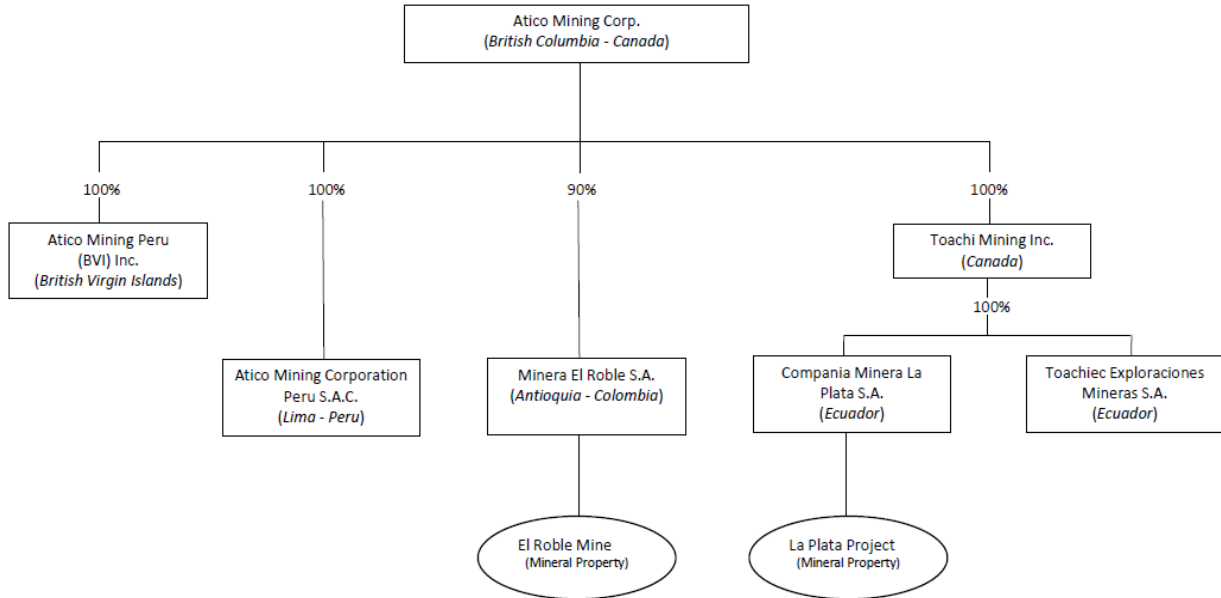 Atico Mining Corp.
(British Columbia - Canada)
100%
100%
90%
100%
Atico Mining Peru
(BVI) Inc.
(British Virgin Islands)
Toachi Mining Inc.
(Canada)
100%
Atico Mining Corporation
Peru S.A.C.
(Lima - Peru)
Minera El Roble S.A.
(Antioquia - Colombia)
Compania Minera La
Plata S.A.
(Ecuador)
Toachiec Exploraciones
Mineras S.A.
(Ecuador)
El Roble Mine
(Mineral Property)
La Plata Project
(Mineral Property)